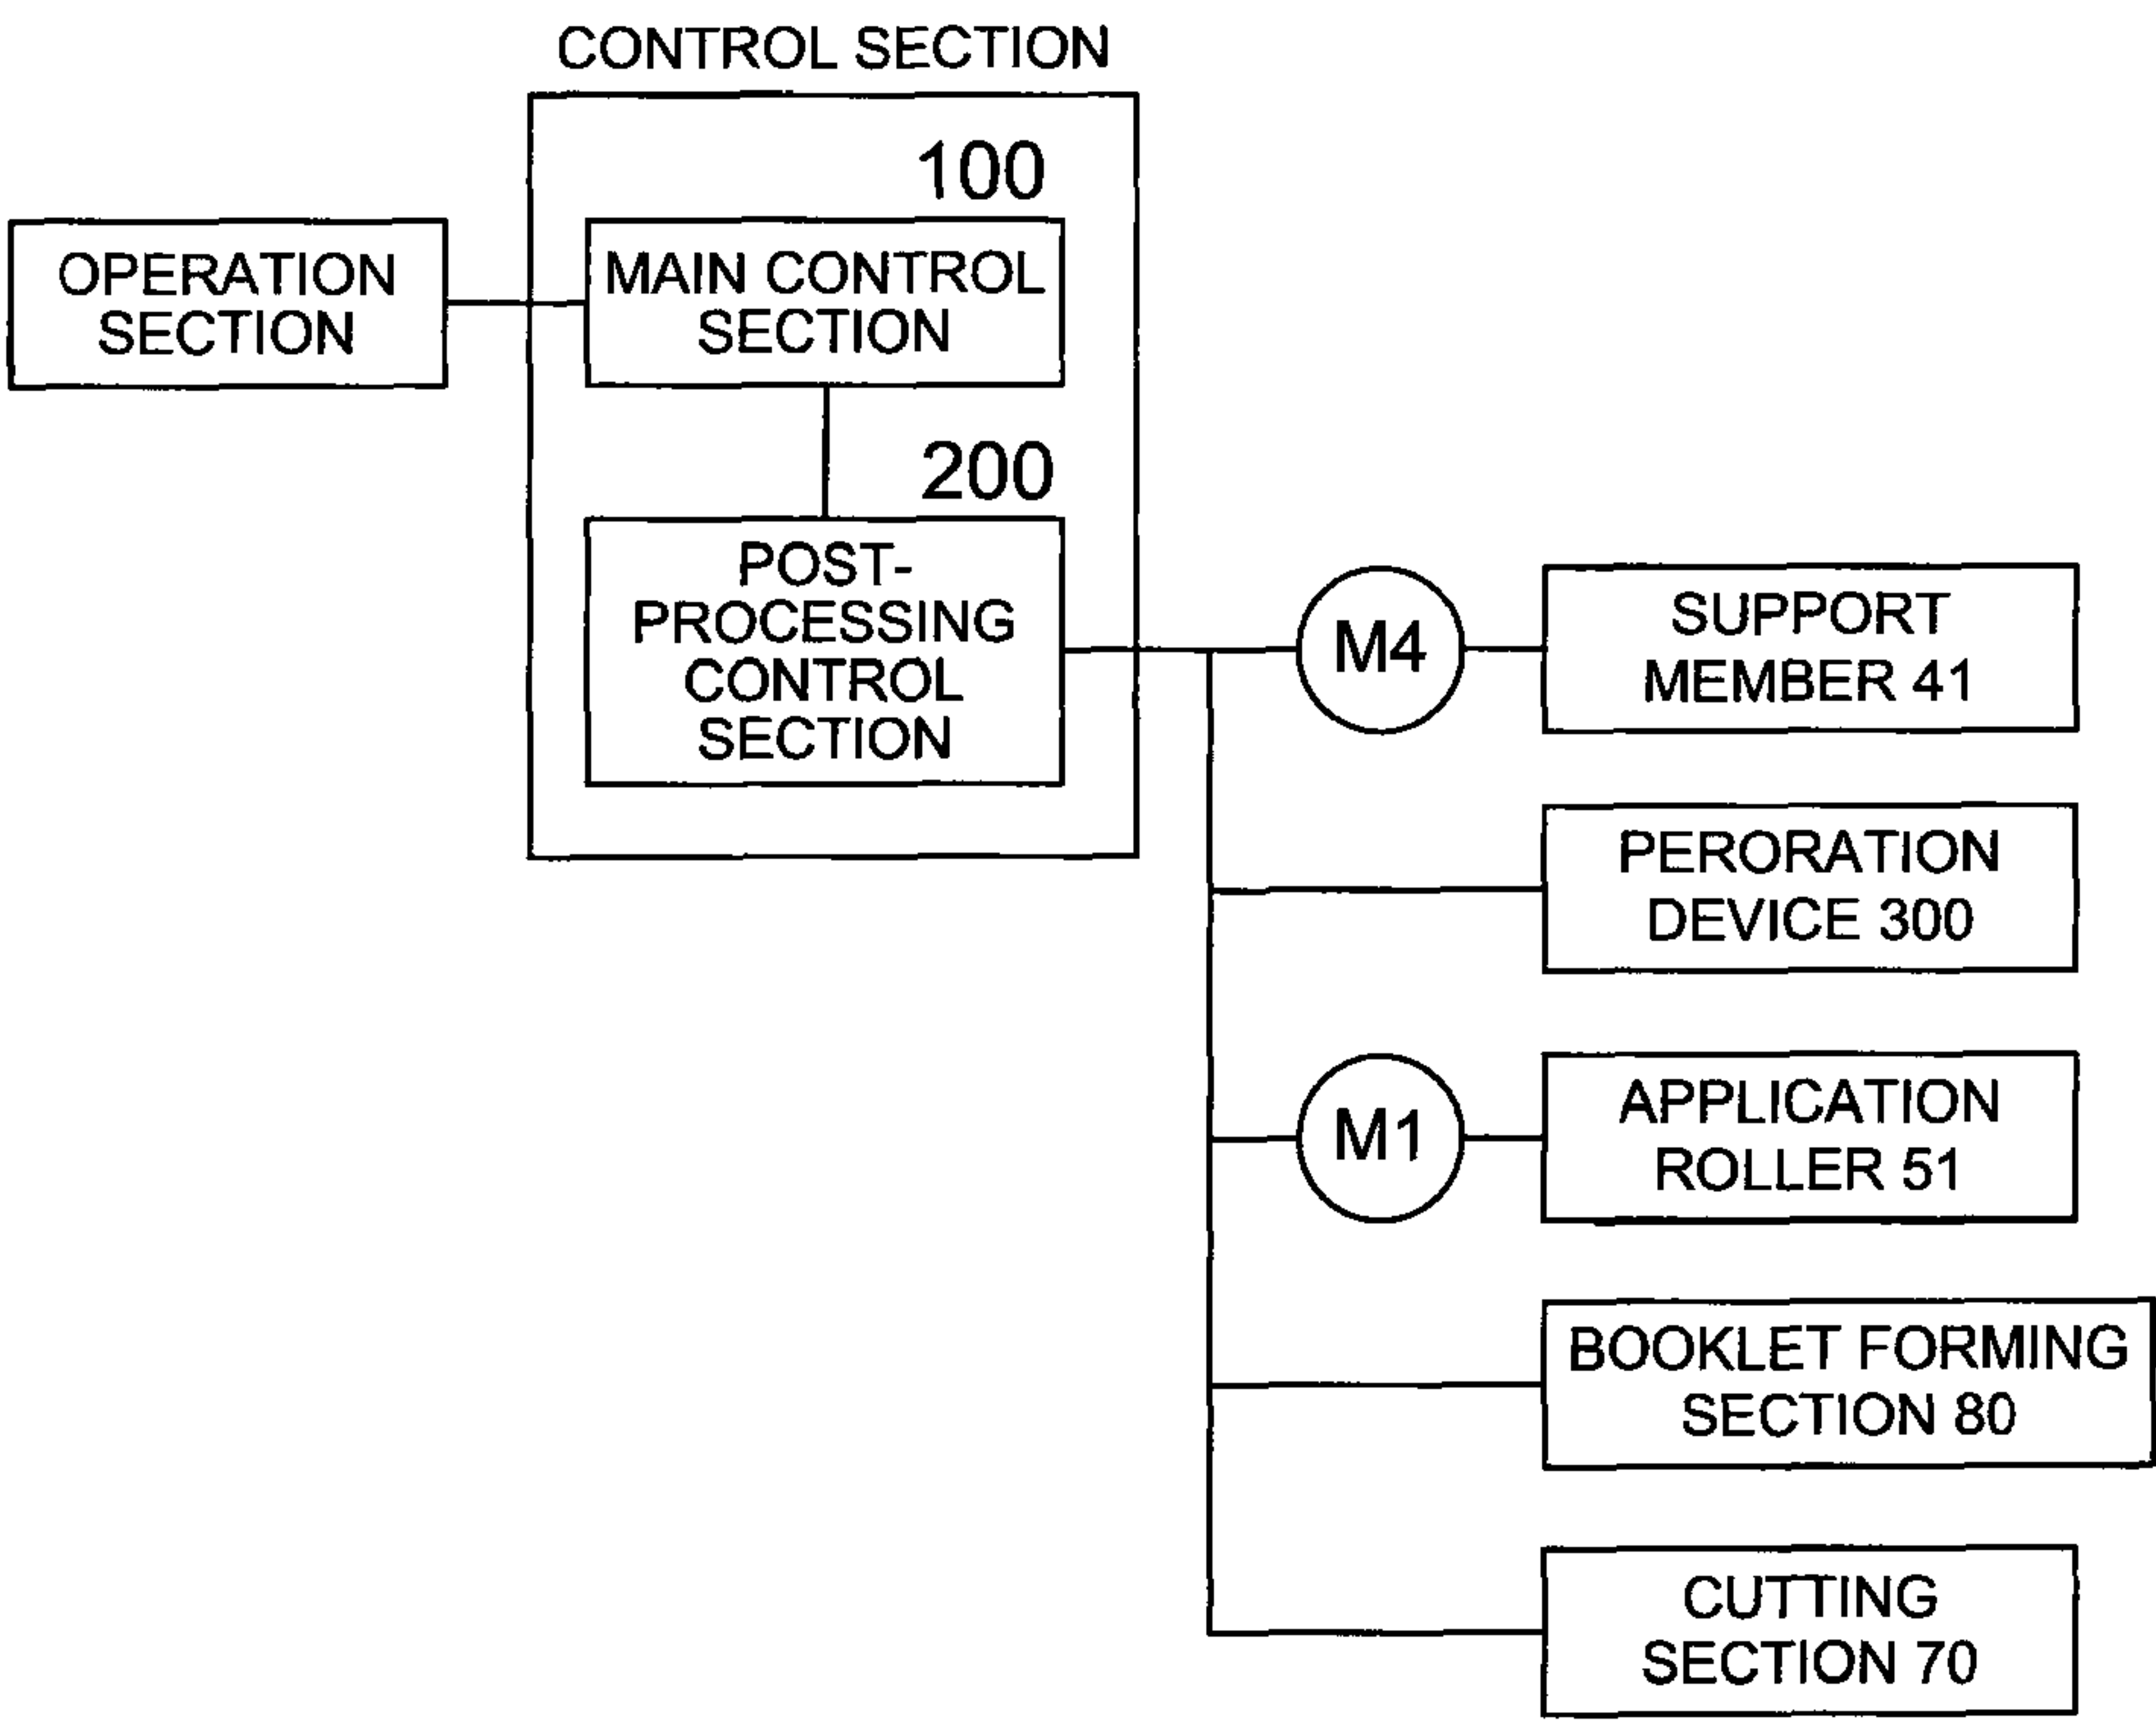 CONTROL SECTION
100
OPERATION
SECTION
MAIN CONTROL
SECTION
200
POST-
PROCESSING
CONTROL
SECTION
M4
SUPPORT
MEMBER 41
PERORATION
DEVICE 300
M1
APPLICATION
ROLLER 51
BOOKLET FORMING
SECTION 80
CUTTING
SECTION 70